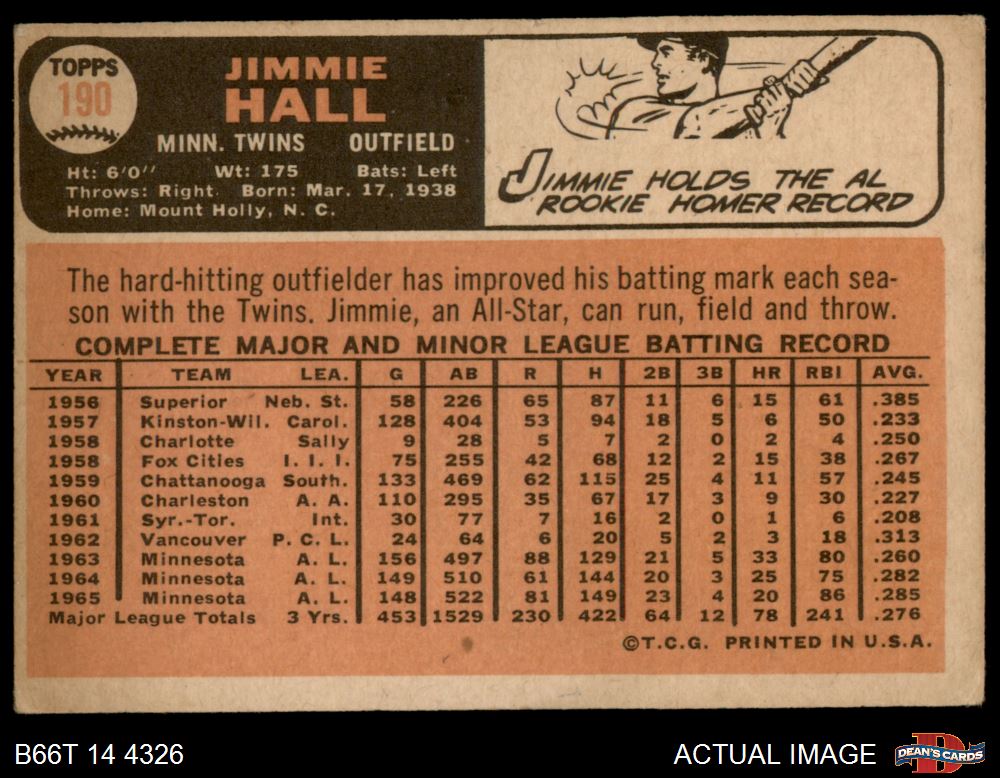 TOPPS
190
JIMMIE
HALL
MINN. TWINS OUTFIELD
Ht: 6'0" Wt: 175 Bats: Left
Throws: Right Born: Mar. 17, 1938
Home: Mount Holly, N. C.
JIMMIE HOLDS THE AL
ROOKIE HOMER RECORD
The hard-hitting outfielder has improved his batting mark each sea-
son with the Twins. Jimmie, an All-Star, can run, field and throw.
COMPLETE MAJOR AND MINOR LEAGUE BATTING RECORD
YEAR TEAM LEA. G AB R H 2B 3B HR RBI AVG.
1956 Superior Neb. St. 58 226 65 87 11 6 15 61 .385
1957 Kinston-Wil. Carol. 128 404 53 94 18 5 6 50 .233
1958 Charlotte Sally 9 28 5 7 2 0 2 4 .250
1958 Fox Cities I. I. I. 75 255 42 68 12 2 15 38 .267
1959 Chattanooga South. 133 469 62 115 25 4 11 57 .245
1960 Charleston A. A. 110 295 35 67 17 3 9 30 .227
1961 Syr.-Tor. Int. 30 77 7 16 2 0 1 6 .208
1962 Vancouver P. C. L. 24 64 6 20 5 2 3 18 .313
1963 Minnesota A. L. 156 497 88 129 21 5 33 80 .260
1964 Minnesota A. L. 149 510 61 144 20 3 25 75 .282
1965 Minnesota A. L. 148 522 81 149 23 4 20 86 .285
Major League Totals 3 Yrs. 453 1529 230 422 64 12 78 241 .276
©T.C.G. PRINTED IN U.S.A.
B66T 14 4326 ACTUAL IMAGE DEAN'S CARDS